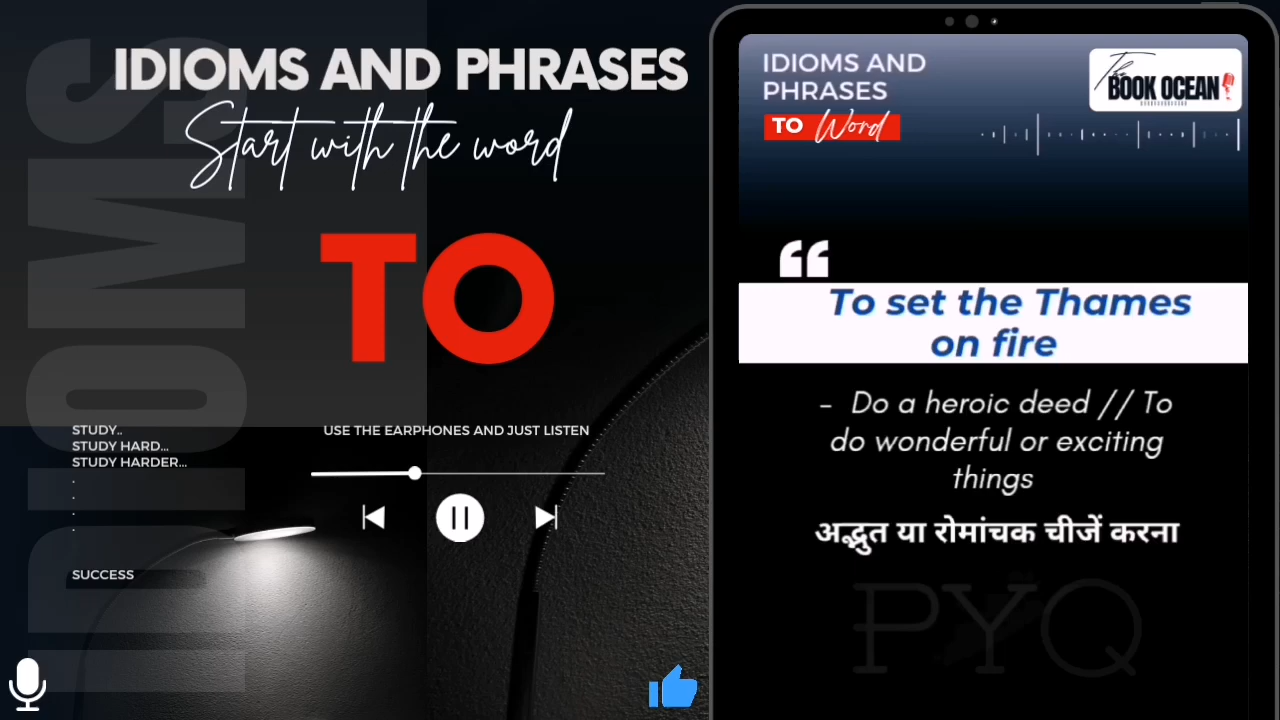 IDIOMS
IDIOMS AND PHRASES
Start with the word
TO
STUDY..
STUDY HARD...
STUDY HARDER...
.
.
.
.
SUCCESS
USE THE EARPHONES AND JUST LISTEN
IDIOMS AND
PHRASES
TO Word
The
BOOK OCEAN
To set the Thames
on fire
- Do a heroic deed // To
do wonderful or exciting
things
अद्भुत या रोमांचक चीजें करना
PYQ